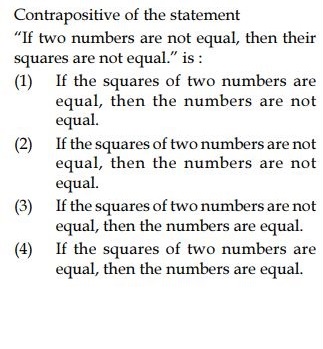 Contrapositive of the statement
“If two numbers are not equal, then their
squares are not equal.” is :
(1) If the squares of two numbers are
equal, then the numbers are not
equal.
(2) If the squares of two numbers are not
equal, then the numbers are not
equal.
(3) If the squares of two numbers are not
equal, then the numbers are equal.
(4) If the squares of two numbers are
equal, then the numbers are equal.